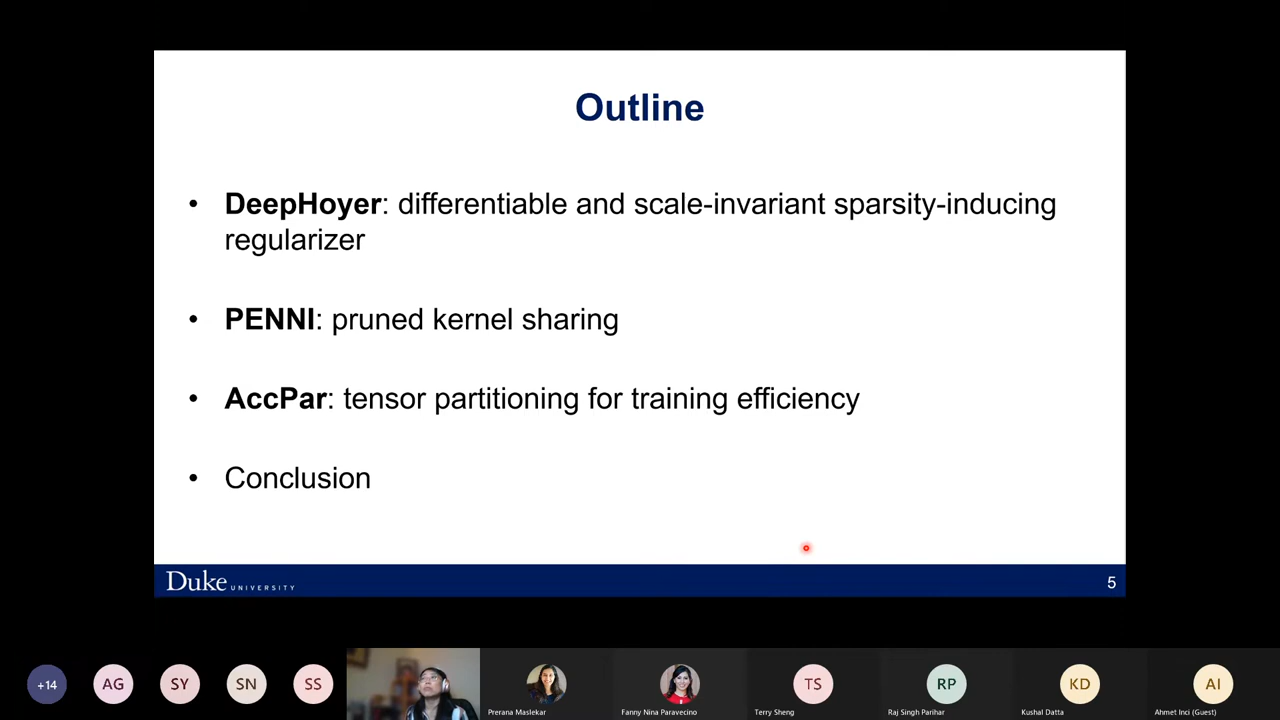 Outline
• DeepHoyer: differentiable and scale-invariant sparsity-inducing
regularizer
• PENNI: pruned kernel sharing
• AccPar: tensor partitioning for training efficiency
• Conclusion
Duke UNIVERSITY
5
+14
AG
SY
SN
SS
TS
RP
KD
AI
Prerana Maslekar
Fanny Nina Paravecino
Terry Sheng
Raj Singh Parihar
Kushal Datta
Ahmet Inci (Guest)